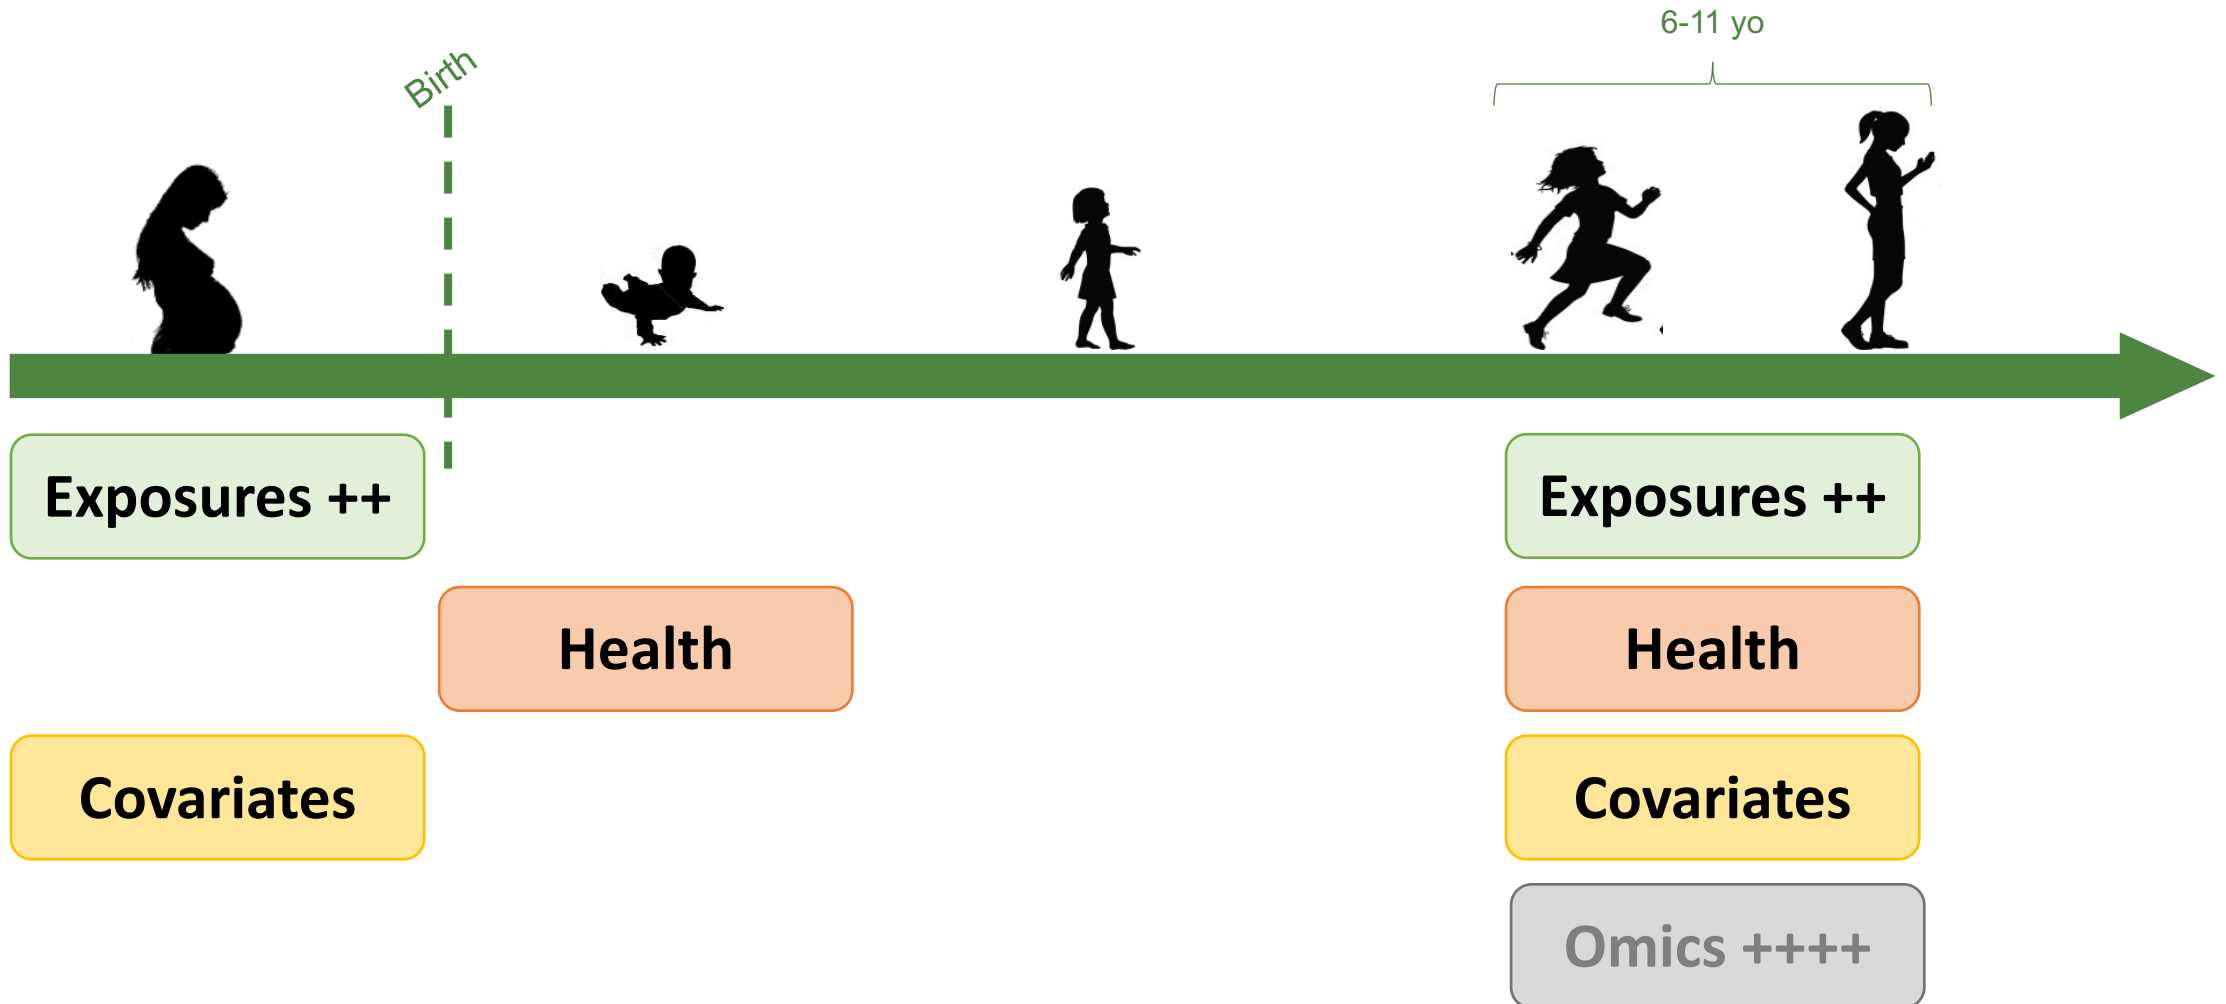 6-11 yo
Birth
Exposures ++
Exposures ++
Health
Health
Covariates
Covariates
Omics ++++